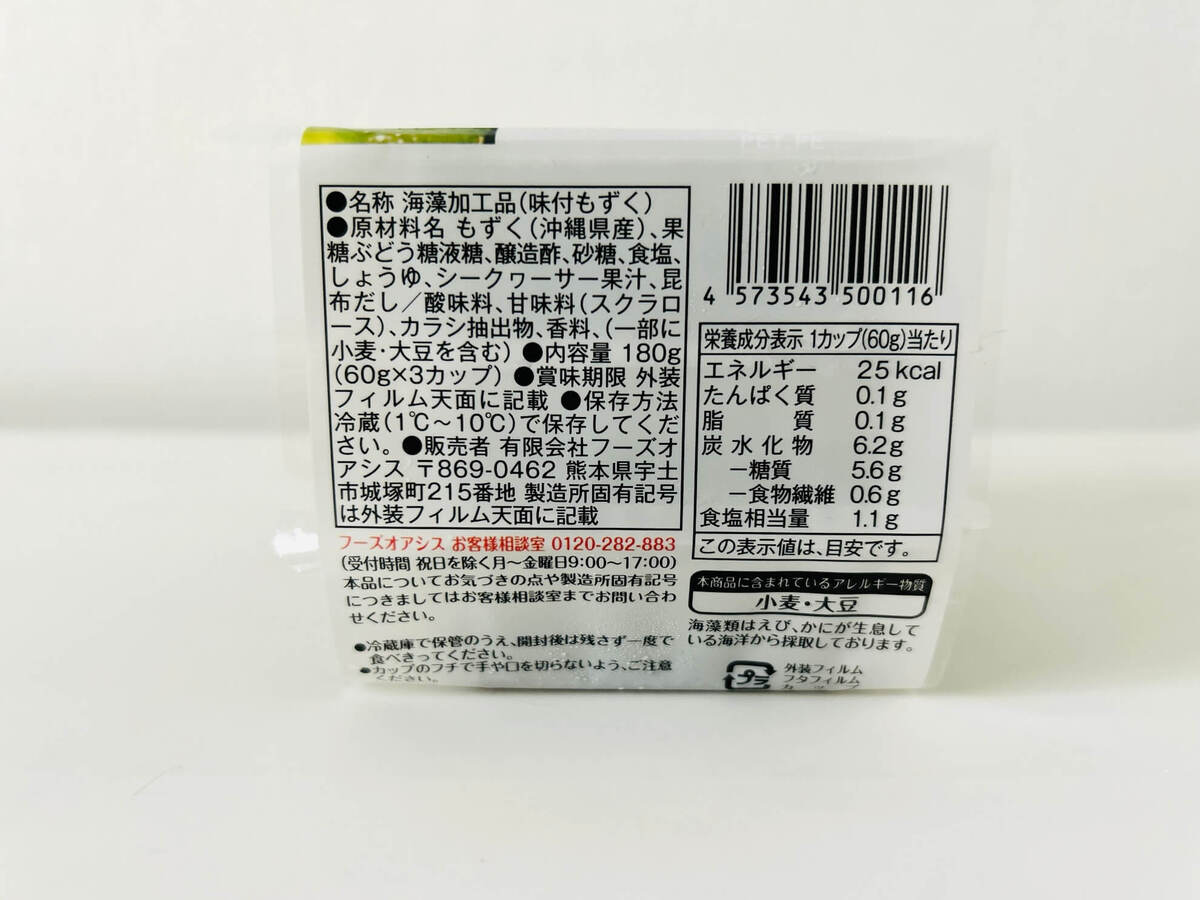 ●名称 海藻加工品(味付もずく)
●原材料名 もずく(沖縄県産)、果
糖ぶどう糖液糖、醸造酢、砂糖、食塩、
しょうゆ、シークヮーサー果汁、昆
布だし／酸味料、甘味料(スクラロ
ース)、カラシ抽出物、香料、(一部に
小麦・大豆を含む) ●内容量 180g
(60g×3カップ) ●賞味期限 外装
フィルム天面に記載 ●保存方法
冷蔵(1℃〜10℃)で保存してくだ
さい。●販売者 有限会社フーズオ
アシス 〒869-0462 熊本県宇土
市城塚町215番地 製造所固有記号
は外装フィルム天面に記載
フーズオアシス お客様相談室 0120-282-883
(受付時間 祝日を除く月〜金曜日9:00〜17:00)
本品についてお気づきの点や製造所固有記号
につきましてはお客様相談室までお問い合わ
せください。
●冷蔵庫で保管のうえ、開封後は残さず一度で
食べきってください。
●カップのフチで手や口を切らないよう、ご注意
ください。
PET PE
4 573543 500116
栄養成分表示 1カップ(60g)当たり
エネルギー 25kcal
たんぱく質 0.1g
脂質 0.1g
炭水化物 6.2g
−糖質 5.6g
−食物繊維 0.6g
食塩相当量 1.1g
この表示値は、目安です。
本商品に含まれているアレルギー物質
小麦・大豆
海藻類はえび、かにが生息して
いる海洋から採取しております。
プラ
外装フィルム
フタフィルム
カップ